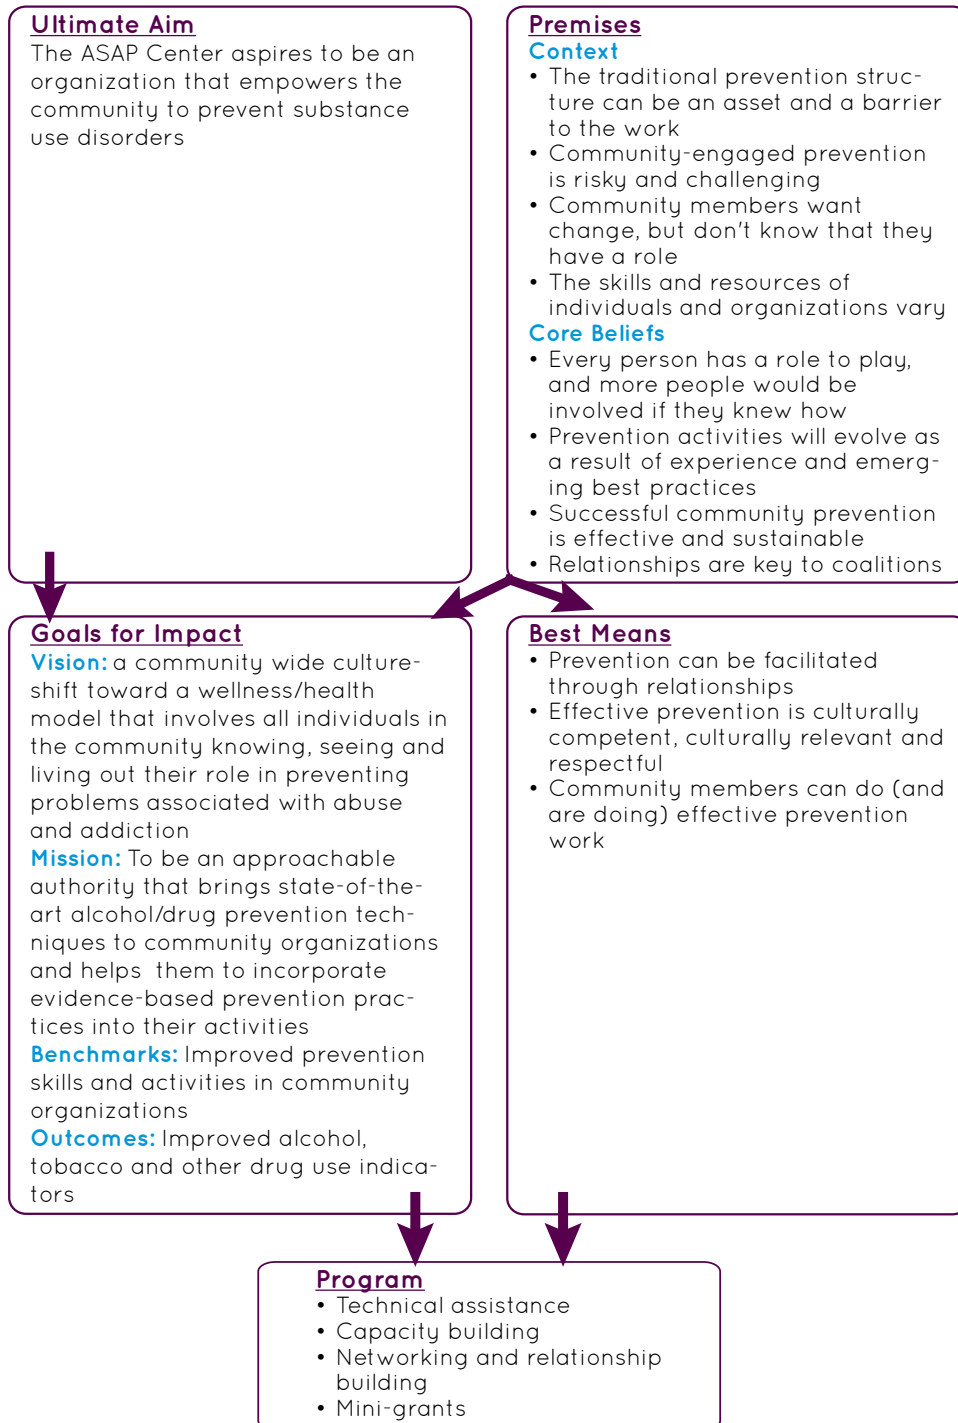 Ultimate Aim
The ASAP Center aspires to be an
organization that empowers the
community to prevent substance
use disorders
Premises
Context
• The traditional prevention struc-
ture can be an asset and a barrier
to the work
• Community-engaged prevention
is risky and challenging
• Community members want
change, but don't know that they
have a role
• The skills and resources of
individuals and organizations vary
Core Beliefs
• Every person has a role to play,
and more people would be
involved if they knew how
• Prevention activities will evolve as
a result of experience and emerg-
ing best practices
• Successful community prevention
is effective and sustainable
• Relationships are key to coalitions
Goals for Impact
Vision: a community wide culture-
shift toward a wellness/health
model that involves all individuals in
the community knowing, seeing and
living out their role in preventing
problems associated with abuse
and addiction
Mission: To be an approachable
authority that brings state-of-the-
art alcohol/drug prevention tech-
niques to community organizations
and helps  them to incorporate
evidence-based prevention prac-
tices into their activities
Benchmarks: Improved prevention
skills and activities in community
organizations
Outcomes: Improved alcohol,
tobacco and other drug use indica-
tors
Best Means
• Prevention can be facilitated
through relationships
• Effective prevention is culturally
competent, culturally relevant and
respectful
• Community members can do (and
are doing) effective prevention
work
Program
• Technical assistance
• Capacity building
• Networking and relationship
building
• Mini-grants